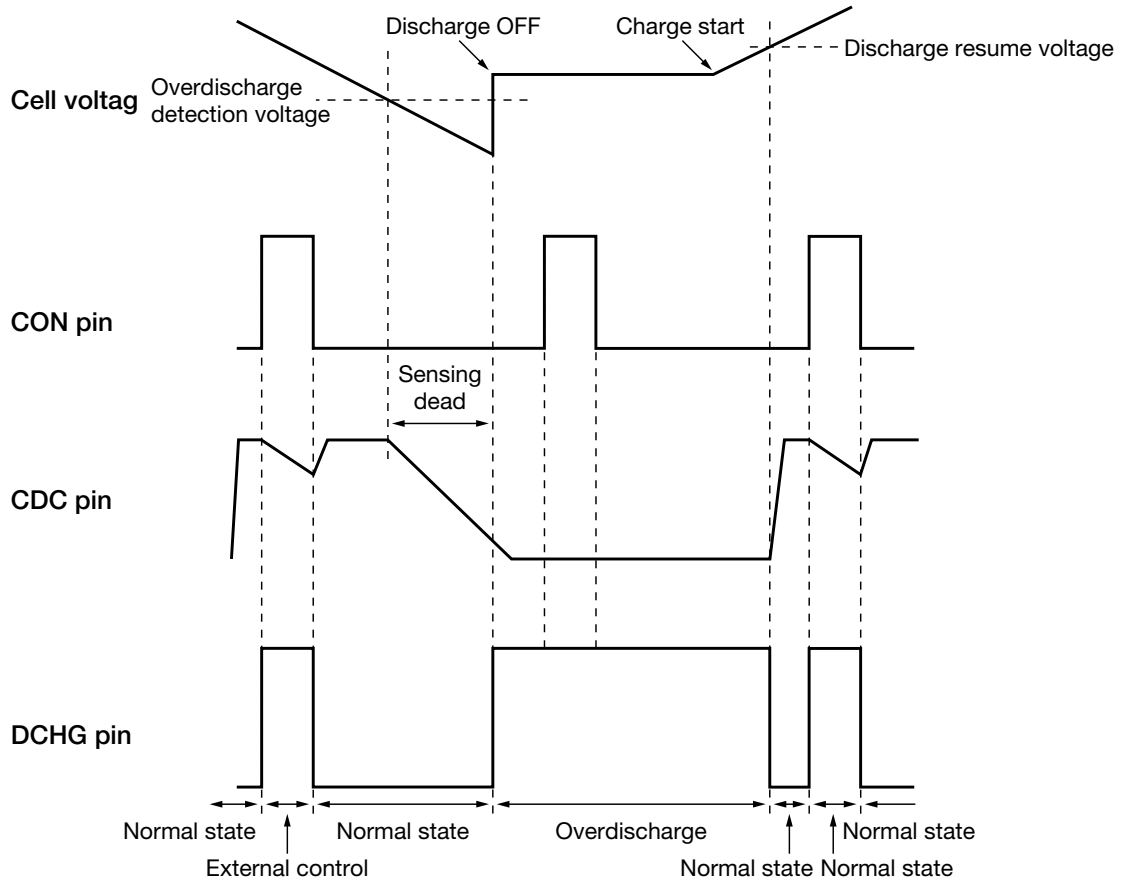 Discharge OFF
Charge start
Discharge resume voltage
Cell voltag
Overdischarge
detection voltage
CON pin
Sensing
dead
CDC pin
DCHG pin
Normal state
Normal state
Overdischarge
Normal state
External control
Normal state
Normal state